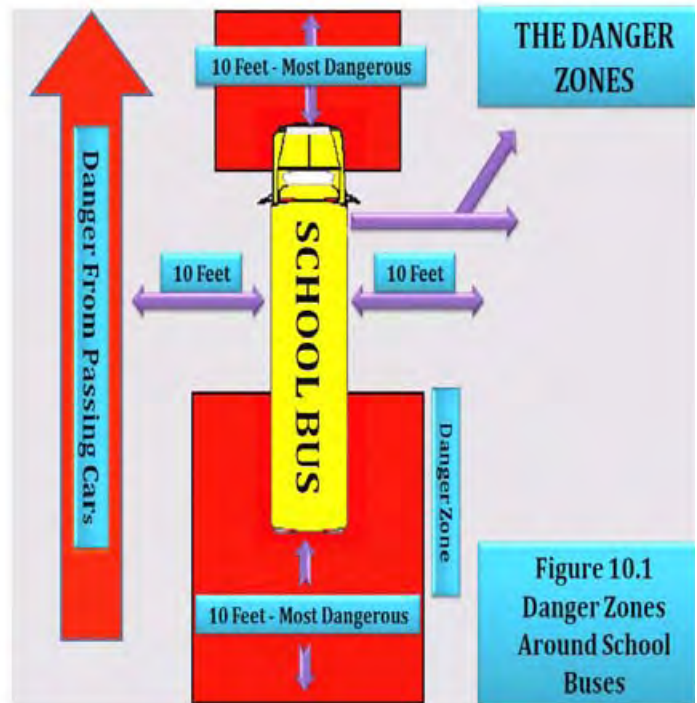 10 Feet - Most Dangerous
THE DANGER
ZONES
Danger From Passing Cars
SCHOOL BUS
10 Feet
10 Feet
Danger Zone
10 Feet - Most Dangerous
Figure 10.1
Danger Zones
Around School
Buses